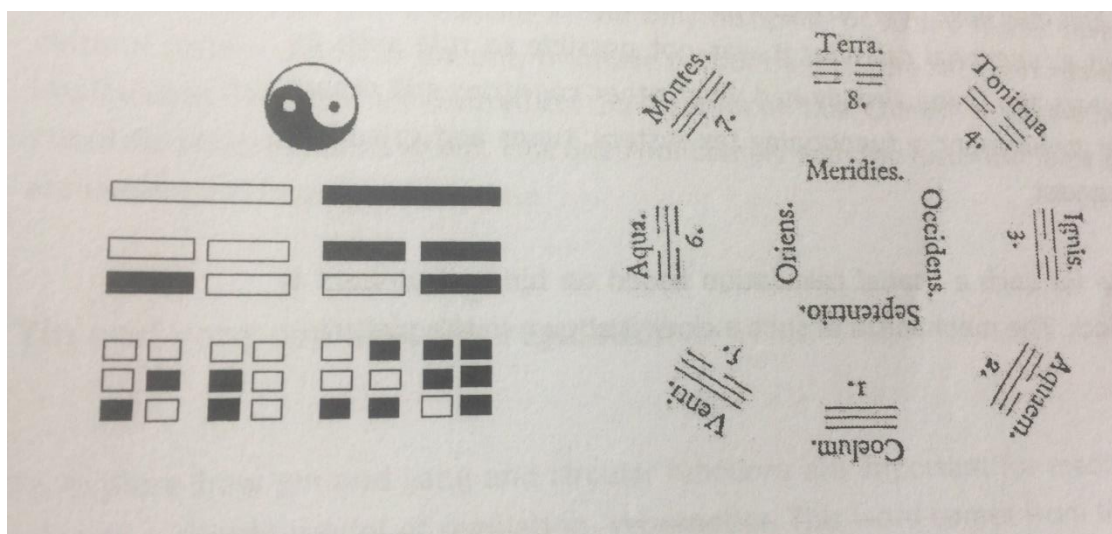 Terra.
8.
Tonitrua.
4.
Ignis.
3.
Aquaem.
2.
Coelum.
1.
Venti.
5.
Aqua.
6.
Montes.
7.
Meridies.
Occidens.
Septentrio.
Oriens.